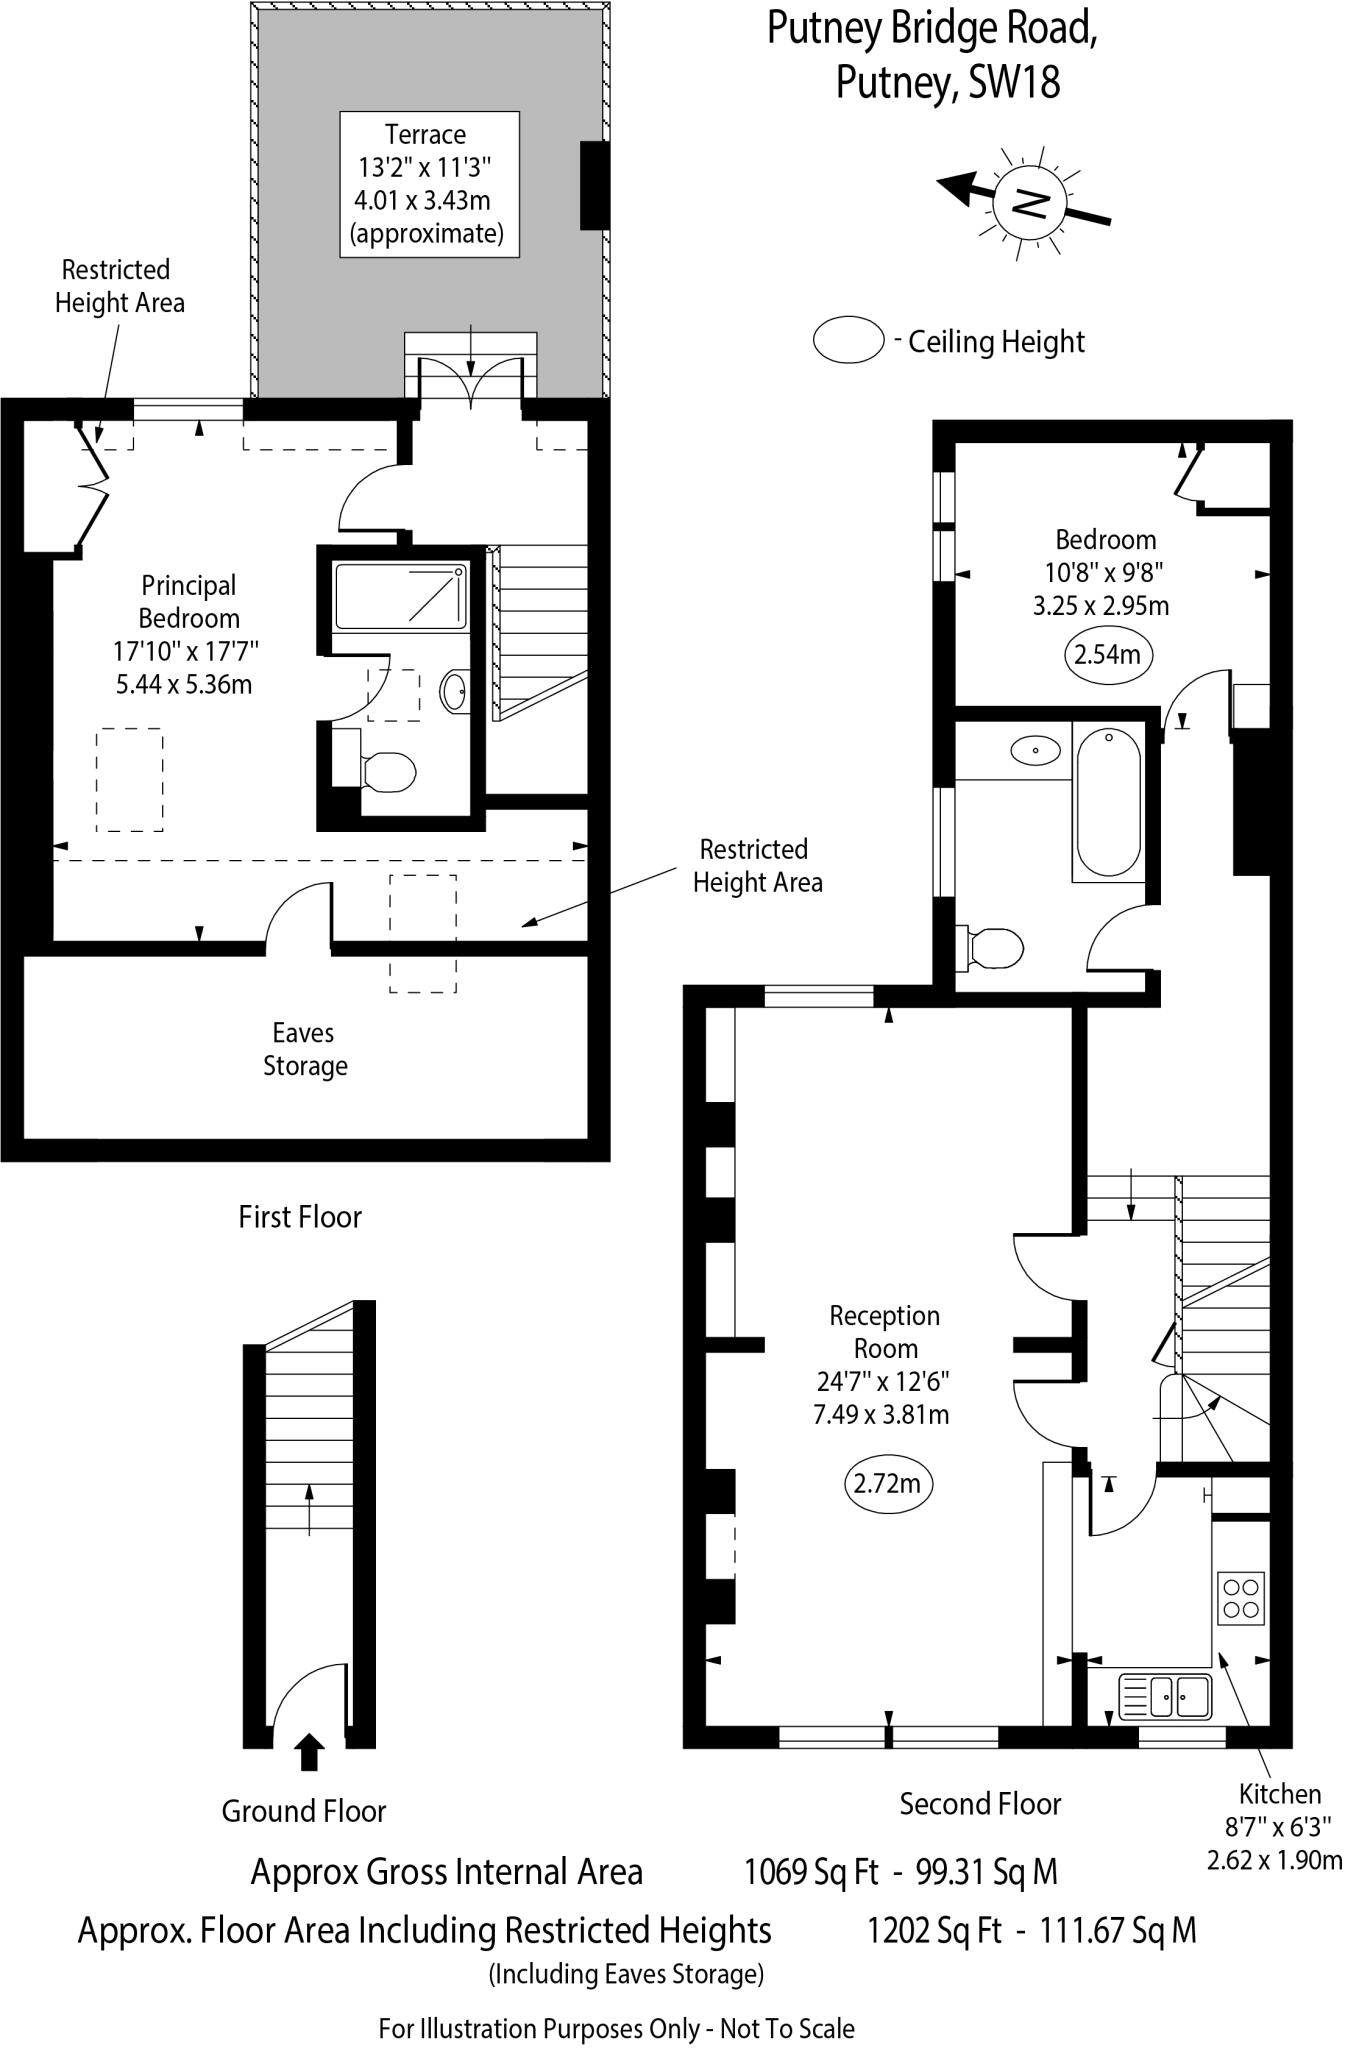 Putney Bridge Road,
Putney, SW18
N
- Ceiling Height
Terrace
13'2" x 11'3"
4.01 x 3.43m
(approximate)
Restricted
Height Area
Principal
Bedroom
17'10" x 17'7"
5.44 x 5.36m
Restricted
Height Area
Eaves
Storage
First Floor
Bedroom
10'8" x 9'8"
3.25 x 2.95m
2.54m
Reception
Room
24'7" x 12'6"
7.49 x 3.81m
2.72m
Kitchen
8'7" x 6'3"
2.62 x 1.90m
Second Floor
Ground Floor
Approx Gross Internal Area 1069 Sq Ft - 99.31 Sq M
Approx. Floor Area Including Restricted Heights 1202 Sq Ft - 111.67 Sq M
(Including Eaves Storage)
For Illustration Purposes Only - Not To Scale